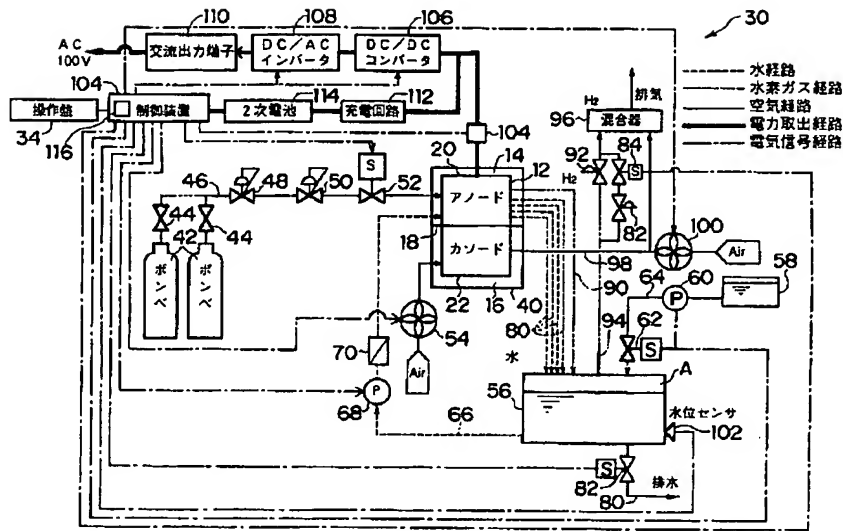 30
110
108
106
AC
100V
交流出力端子
DC/AC
インバータ
DC/DC
コンバータ
水経路
水素ガス経路
空気経路
電力取出経路
電気信号経路
104
114
112
操作盤
制御装置
2次電池
充電回路
34
116
104
H2
排気
96
混合器
84
S
92
H2
82
20
14
12
S
46
48
50
52
アノード
18
カソード
44
44
42
ボンベ
ボンベ
22
16
40
98
90
100
Air
64
60
58
P
54
70
Air
80
水
94
62
S
A
P
68
56
水位センサ
66
102
S
82
80
排水